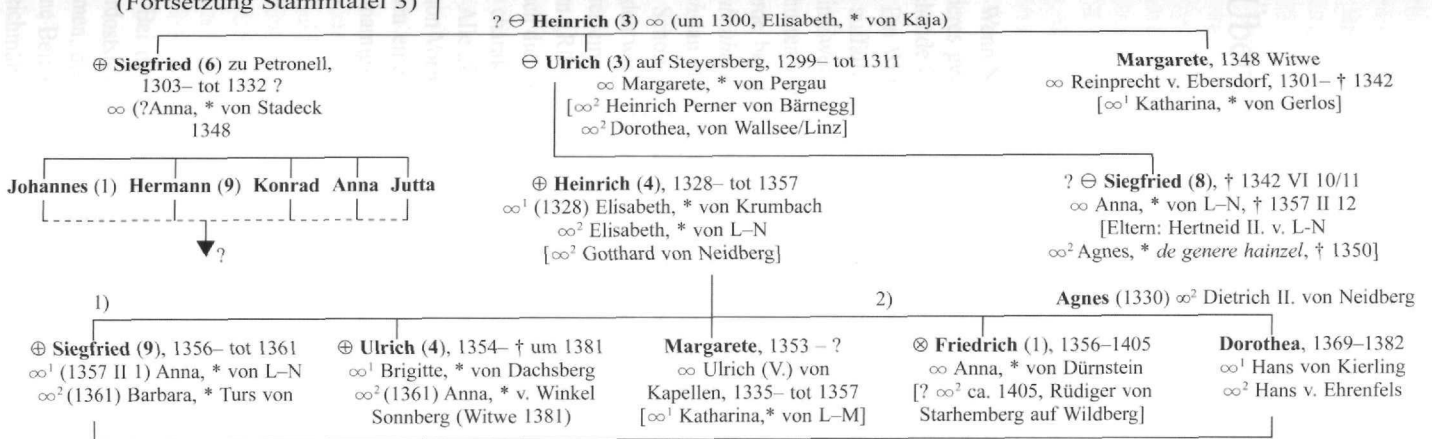 (Fortsetzung Stammtafel 3)
? ⊖ Heinrich (3) ∞ (um 1300, Elisabeth, * von Kaja)
⊕ Siegfried (6) zu Petronell,
1303– tot 1332 ?
∞ (?Anna, * von Stadeck
1348
⊖ Ulrich (3) auf Steyersberg, 1299– tot 1311
∞ Margarete, * von Pergau
[∞² Heinrich Perner von Bärnegg]
∞² Dorothea, von Wallsee/Linz]
Margarete, 1348 Witwe
∞ Reinprecht v. Ebersdorf, 1301– † 1342
[∞¹ Katharina, * von Gerlos]
Johannes (1) Hermann (9) Konrad Anna Jutta
?
⊕ Heinrich (4), 1328– tot 1357
∞¹ (1328) Elisabeth, * von Krumbach
∞² Elisabeth, * von L–N
[∞² Gotthard von Neidberg]
? ⊖ Siegfried (8), † 1342 VI 10/11
∞ Anna, * von L–N, † 1357 II 12
[Eltern: Hertneid II. v. L-N
∞² Agnes, * de genere hainzel, † 1350]
1)
2)
Agnes (1330) ∞² Dietrich II. von Neidberg
⊕ Siegfried (9), 1356– tot 1361
∞¹ (1357 II 1) Anna, * von L–N
∞² (1361) Barbara, * Turs von
⊕ Ulrich (4), 1354– † um 1381
∞¹ Brigitte, * von Dachsberg
∞² (1361) Anna, * v. Winkel
Sonnberg (Witwe 1381)
Margarete, 1353 – ?
∞ Ulrich (V.) von
Kapellen, 1335– tot 1357
[∞¹ Katharina,* von L–M]
⊗ Friedrich (1), 1356–1405
∞ Anna, * von Dürnstein
[? ∞² ca. 1405, Rüdiger von
Starhemberg auf Wildberg]
Dorothea, 1369–1382
∞¹ Hans von Kierling
∞² Hans v. Ehrenfels